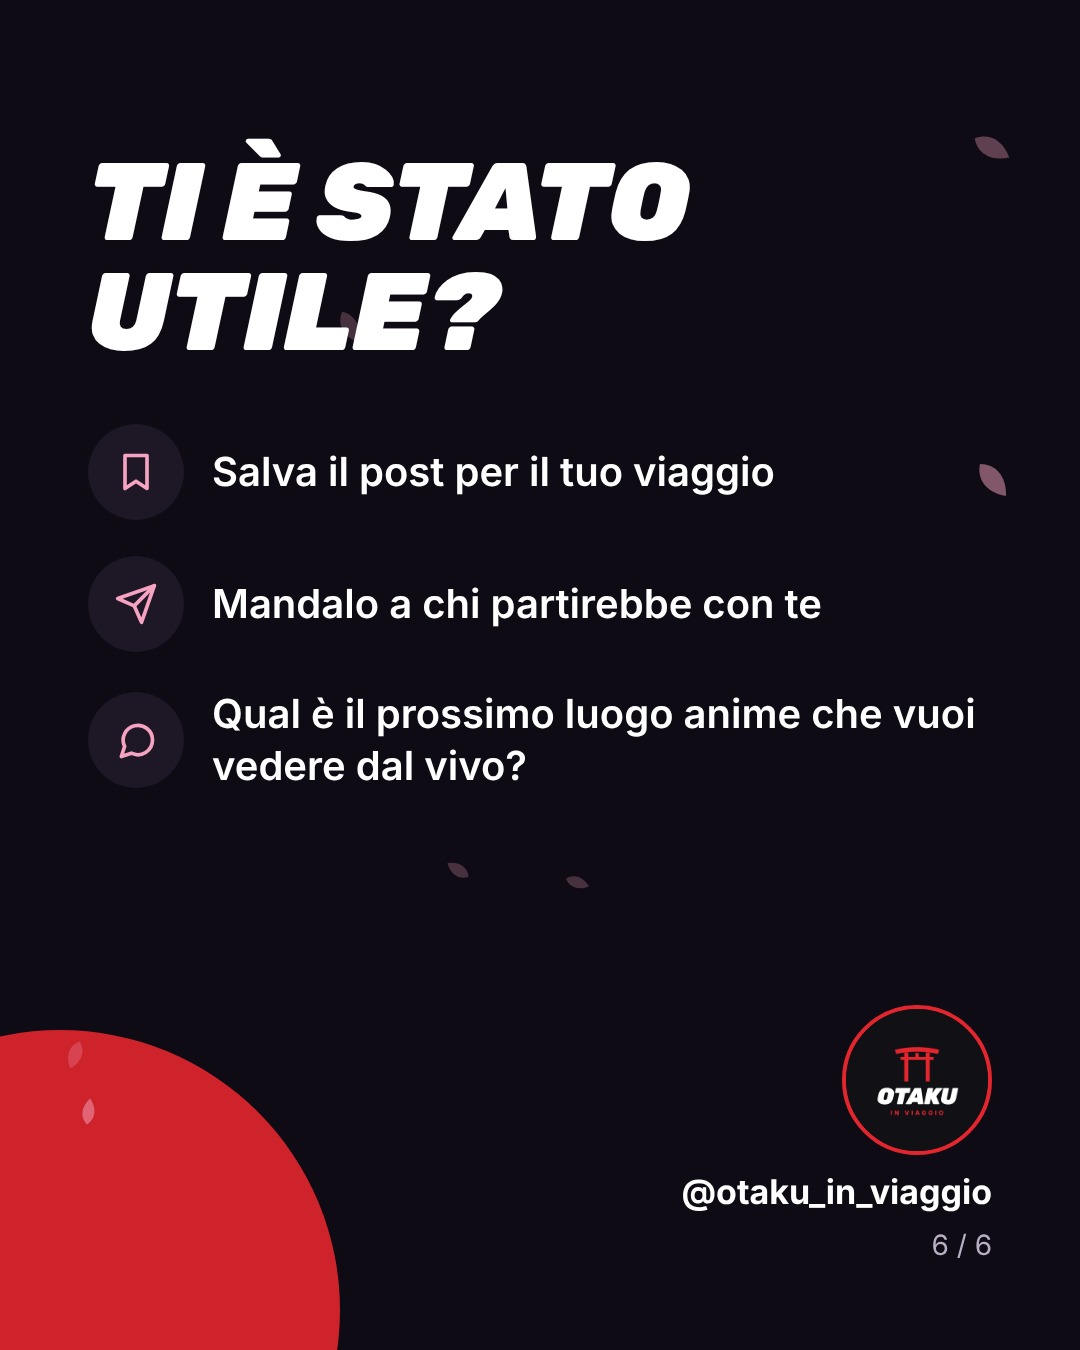 TI È STATO
UTILE?
Salva il post per il tuo viaggio
Mandalo a chi partirebbe con te
Qual è il prossimo luogo anime che vuoi
vedere dal vivo?
OTAKU
IN VIAGGIO
@otaku_in_viaggio
6 / 6